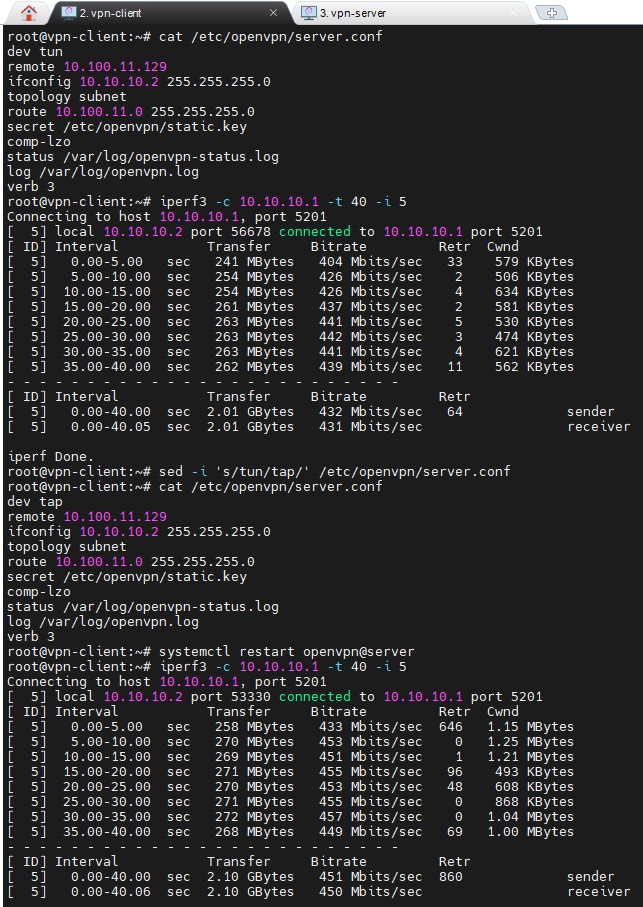 2. vpn-client
3. vpn-server
root@vpn-client:~# cat /etc/openvpn/server.conf
dev tun
remote 10.100.11.129
ifconfig 10.10.10.2 255.255.255.0
topology subnet
route 10.100.11.0 255.255.255.0
secret /etc/openvpn/static.key
comp-lzo
status /var/log/openvpn-status.log
log /var/log/openvpn.log
verb 3
root@vpn-client:~# iperf3 -c 10.10.10.1 -t 40 -i 5
Connecting to host 10.10.10.1, port 5201
[  5] local 10.10.10.2 port 56678 connected to 10.10.10.1 port 5201
[ ID] Interval           Transfer     Bitrate         Retr  Cwnd
[  5]   0.00-5.00   sec   241 MBytes   404 Mbits/sec   33    579 KBytes
[  5]   5.00-10.00  sec   254 MBytes   426 Mbits/sec    2    506 KBytes
[  5]  10.00-15.00  sec   254 MBytes   426 Mbits/sec    4    634 KBytes
[  5]  15.00-20.00  sec   261 MBytes   437 Mbits/sec    2    581 KBytes
[  5]  20.00-25.00  sec   263 MBytes   441 Mbits/sec    5    530 KBytes
[  5]  25.00-30.00  sec   263 MBytes   442 Mbits/sec    3    474 KBytes
[  5]  30.00-35.00  sec   263 MBytes   441 Mbits/sec    4    621 KBytes
[  5]  35.00-40.00  sec   262 MBytes   439 Mbits/sec   11    562 KBytes
- - - - - - - - - - - - - - - - - - - - - - - - -
[ ID] Interval           Transfer     Bitrate         Retr
[  5]   0.00-40.00  sec  2.01 GBytes   432 Mbits/sec   64             sender
[  5]   0.00-40.05  sec  2.01 GBytes   431 Mbits/sec                  receiver
iperf Done.
root@vpn-client:~# sed -i 's/tun/tap/' /etc/openvpn/server.conf
root@vpn-client:~# cat /etc/openvpn/server.conf
dev tap
remote 10.100.11.129
ifconfig 10.10.10.2 255.255.255.0
topology subnet
route 10.100.11.0 255.255.255.0
secret /etc/openvpn/static.key
comp-lzo
status /var/log/openvpn-status.log
log /var/log/openvpn.log
verb 3
root@vpn-client:~# systemctl restart openvpn@server
root@vpn-client:~# iperf3 -c 10.10.10.1 -t 40 -i 5
Connecting to host 10.10.10.1, port 5201
[  5] local 10.10.10.2 port 53330 connected to 10.10.10.1 port 5201
[ ID] Interval           Transfer     Bitrate         Retr  Cwnd
[  5]   0.00-5.00   sec   258 MBytes   433 Mbits/sec  646   1.15 MBytes
[  5]   5.00-10.00  sec   270 MBytes   453 Mbits/sec    0   1.25 MBytes
[  5]  10.00-15.00  sec   269 MBytes   451 Mbits/sec    1   1.21 MBytes
[  5]  15.00-20.00  sec   271 MBytes   455 Mbits/sec   96    493 KBytes
[  5]  20.00-25.00  sec   270 MBytes   453 Mbits/sec   48    608 KBytes
[  5]  25.00-30.00  sec   271 MBytes   455 Mbits/sec    0    868 KBytes
[  5]  30.00-35.00  sec   272 MBytes   457 Mbits/sec    0   1.04 MBytes
[  5]  35.00-40.00  sec   268 MBytes   449 Mbits/sec   69   1.00 MBytes
- - - - - - - - - - - - - - - - - - - - - - - - -
[ ID] Interval           Transfer     Bitrate         Retr
[  5]   0.00-40.00  sec  2.10 GBytes   451 Mbits/sec  860             sender
[  5]   0.00-40.06  sec  2.10 GBytes   450 Mbits/sec                  receiver